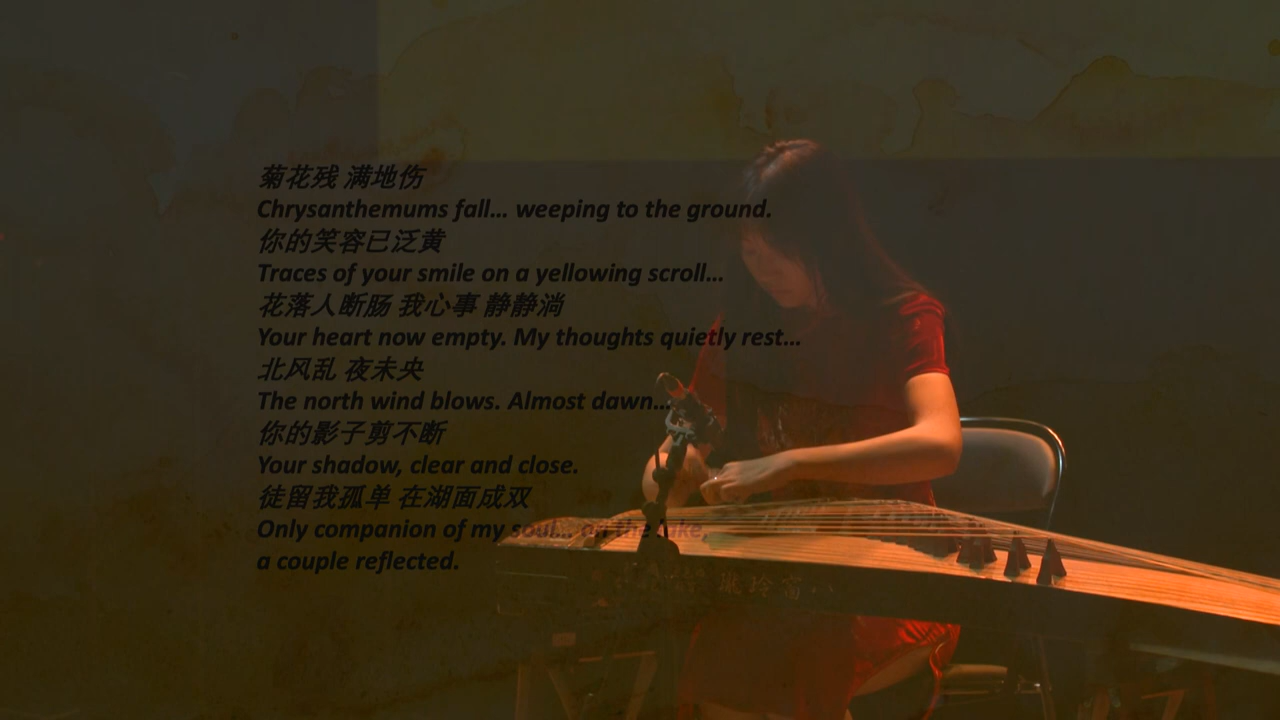 菊花残 满地伤
Chrysanthemums fall... weeping to the ground.
你的笑容已泛黄
Traces of your smile on a yellowing scroll...
花落人断肠 我心事 静静淌
Your heart now empty. My thoughts quietly rest...
北风乱 夜未央
The north wind blows. Almost dawn...
你的影子剪不断
Your shadow, clear and close.
徒留我孤单 在湖面成双
Only companion of my soul... on the lake,
a couple reflected.